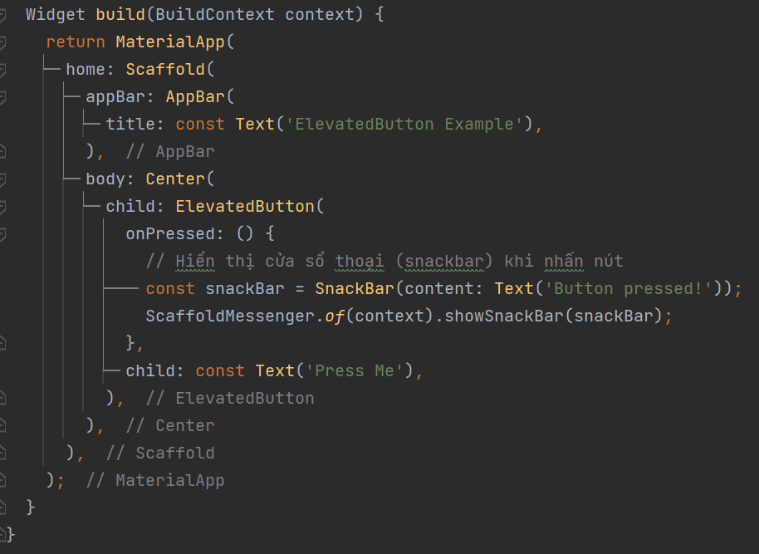 Widget build(BuildContext context) {
return MaterialApp(
home: Scaffold(
appBar: AppBar(
title: const Text('ElevatedButton Example'),
), // AppBar
body: Center(
child: ElevatedButton(
onPressed: () {
// Hiển thị cửa sổ thoại (snackbar) khi nhấn nút
const snackBar = SnackBar(content: Text('Button pressed!'));
ScaffoldMessenger.of(context).showSnackBar(snackBar);
},
child: const Text('Press Me'),
), // ElevatedButton
), // Center
), // Scaffold
); // MaterialApp
}
}